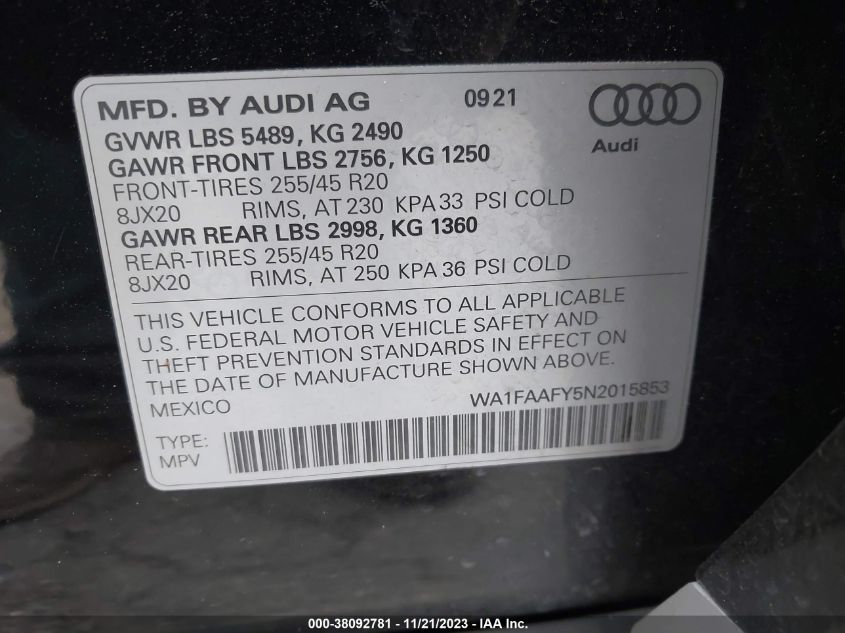 MFD. BY AUDI AG 0921
Audi
GVWR LBS 5489, KG 2490
GAWR FRONT LBS 2756, KG 1250
FRONT-TIRES 255/45 R20
8JX20 RIMS, AT 230 KPA 33 PSI COLD
GAWR REAR LBS 2998, KG 1360
REAR-TIRES 255/45 R20
8JX20 RIMS, AT 250 KPA 36 PSI COLD
THIS VEHICLE CONFORMS TO ALL APPLICABLE
U.S. FEDERAL MOTOR VEHICLE SAFETY AND
THEFT PREVENTION STANDARDS IN EFFECT ON
THE DATE OF MANUFACTURE SHOWN ABOVE.
MEXICO WA1FAAFY5N2015853
TYPE:
MPV
000-38092781 - 11/21/2023 - IAA Inc.